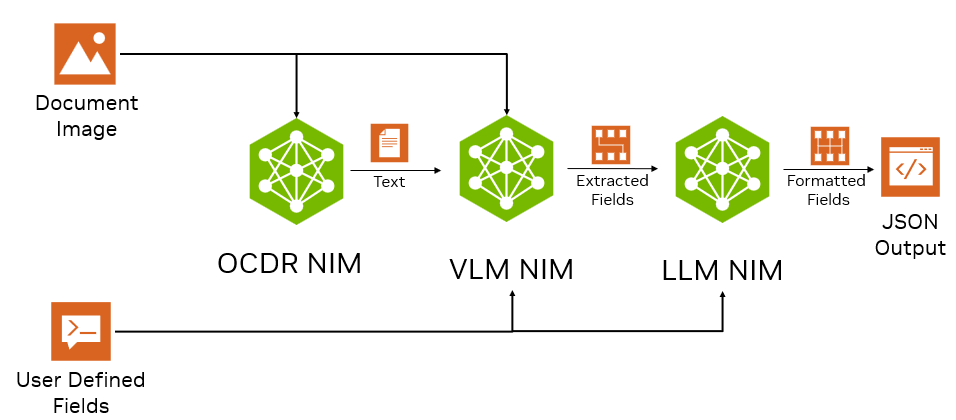 Document
Image
Text
Extracted
Fields
Formatted
Fields
</>
JSON
Output
OCDR NIM
VLM NIM
LLM NIM
User Defined
Fields